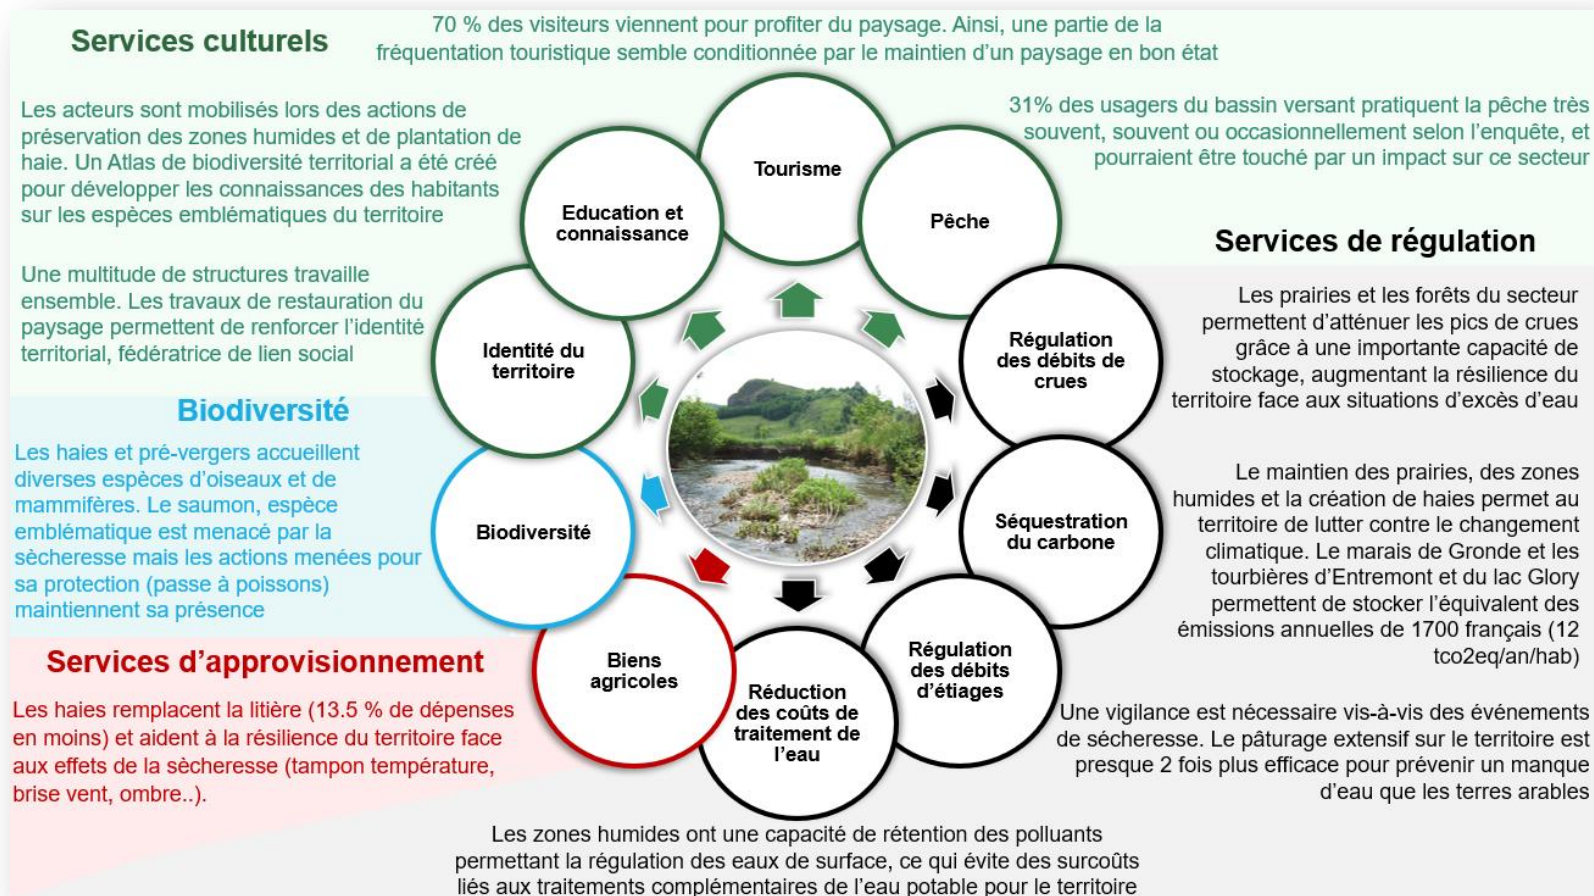 Services culturels
70 % des visiteurs viennent pour profiter du paysage. Ainsi, une partie de la
fréquentation touristique semble conditionnée par le maintien d’un paysage en bon état
Les acteurs sont mobilisés lors des actions de
préservation des zones humides et de plantation de
haie. Un Atlas de biodiversité territorial a été créé
pour développer les connaissances des habitants
sur les espèces emblématiques du territoire
31% des usagers du bassin versant pratiquent la pêche très
souvent, souvent ou occasionnellement selon l’enquête, et
pourraient être touché par un impact sur ce secteur
Une multitude de structures travaille
ensemble. Les travaux de restauration du
paysage permettent de renforcer l’identité
territorial, fédératrice de lien social
Tourisme
Education et
connaissance
Pêche
Identité du
territoire
Services de régulation
Régulation
des débits de
crues
Les prairies et les forêts du secteur
permettent d’atténuer les pics de crues
grâce à une importante capacité de
stockage, augmentant la résilience du
territoire face aux situations d’excès d’eau
Biodiversité
Les haies et pré-vergers accueillent
diverses espèces d’oiseaux et de
mammifères. Le saumon, espèce
emblématique est menacé par la
sècheresse mais les actions menées pour
sa protection (passe à poissons)
maintiennent sa présence
Biodiversité
Séquestration
du carbone
Le maintien des prairies, des zones
humides et la création de haies permet au
territoire de lutter contre le changement
climatique. Le marais de Gronde et les
tourbières d’Entremont et du lac Glory
permettent de stocker l’équivalent des
émissions annuelles de 1700 français (12
tco2eq/an/hab)
Services d’approvisionnement
Les haies remplacent la litière (13.5 % de dépenses
en moins) et aident à la résilience du territoire face
aux effets de la sècheresse (tampon température,
brise vent, ombre..).
Biens
agricoles
Réduction
des coûts de
traitement de
l’eau
Régulation
des débits
d’étiages
Une vigilance est nécessaire vis-à-vis des événements
de sécheresse. Le pâturage extensif sur le territoire est
presque 2 fois plus efficace pour prévenir un manque
d’eau que les terres arables
Les zones humides ont une capacité de rétention des polluants
permettant la régulation des eaux de surface, ce qui évite des surcoûts
liés aux traitements complémentaires de l’eau potable pour le territoire